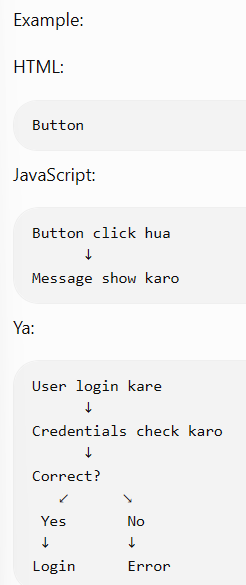 Example:
HTML:
Button
JavaScript:
Button click hua
↓
Message show karo
Ya:
User login kare
↓
Credentials check karo
↓
Correct?
↙ ↘
Yes No
↓ ↓
Login Error